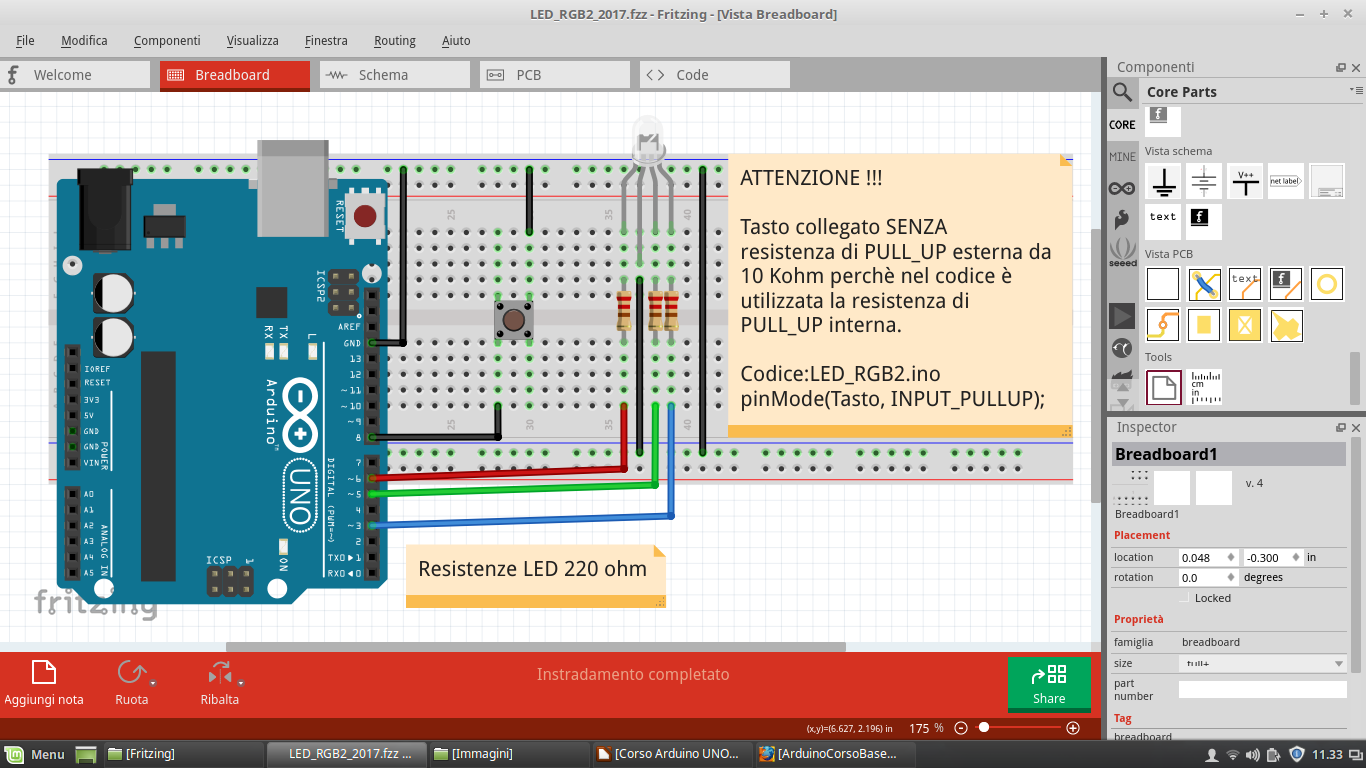 LED_RGB2_2017.fzz - Fritzing - [Vista Breadboard]
File Modifica Componenti Visualizza Finestra Routing Aiuto
Welcome
Breadboard
Schema
PCB
Code
ATTENZIONE !!!
Tasto collegato SENZA
resistenza di PULL_UP esterna da
10 Kohm perchè nel codice è
utilizzata la resistenza di
PULL_UP interna.
Codice:LED_RGB2.ino
pinMode(Tasto, INPUT_PULLUP);
25
35
40
25
30
35
40
RESET
ICSP2
AREF
GND
13
12
~11
~10
~9
8
7
~6
~5
4
~3
2
TXO 1
RXO 0
RX
TX
L
Arduino™
UNO
DIGITAL (PWM=~)
ON
ICSP
1
IOREF
RESET
3V3
5V
GND
GND
VIN
POWER
A0
A1
A2
A3
A4
A5
ANALOG IN
fritzing
Resistenze LED 220 ohm
Componenti
Core Parts
CORE
MINE
seeed
Vista schema
V++
net label
text
Vista PCB
text
Tools
cm
in
Inspector
Breadboard1
v. 4
Breadboard1
Placement
location 0.048 -0.300 in
rotation 0.0 degrees
Locked
Proprietà
famiglia breadboard
size full+
part
number
Tag
breadboard
Aggiungi nota
Ruota
Ribalta
Instradamento completato
Share
(x,y)=(6.627, 2.196) in 175 %
Menu
[Fritzing]
LED_RGB2_2017.fzz ...
[Immagini]
[Corso Arduino UNO...
[ArduinoCorsoBase...
11.33